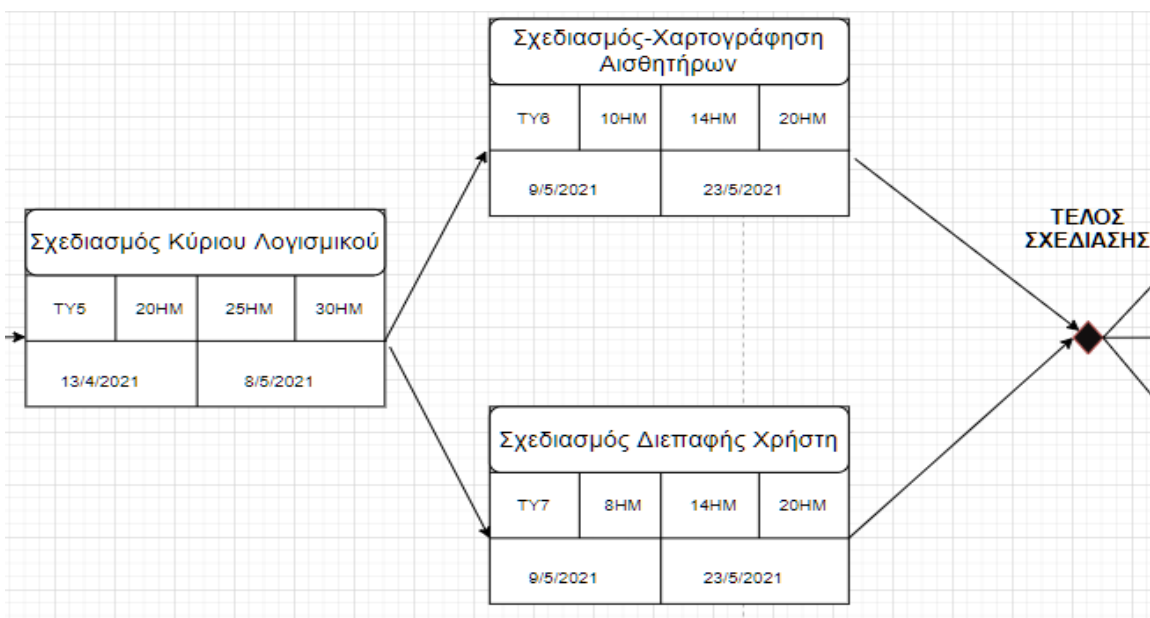 Σχεδιασμός-Χαρτογράφηση
Αισθητήρων
ΤΥ6 10ΗΜ 14ΗΜ 20ΗΜ
9/5/2021 23/5/2021
ΤΕΛΟΣ
ΣΧΕΔΙΑΣΗΣ
Σχεδιασμός Κύριου Λογισμικού
ΤΥ5 20ΗΜ 25ΗΜ 30ΗΜ
13/4/2021 8/5/2021
Σχεδιασμός Διεπαφής Χρήστη
ΤΥ7 8ΗΜ 14ΗΜ 20ΗΜ
9/5/2021 23/5/2021